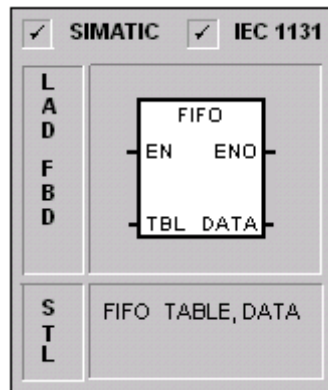 ✓ SIMATIC ✓ IEC 1131
L
A
D
F
B
D
FIFO
EN ENO
TBL DATA
S
T
L
FIFO TABLE, DATA